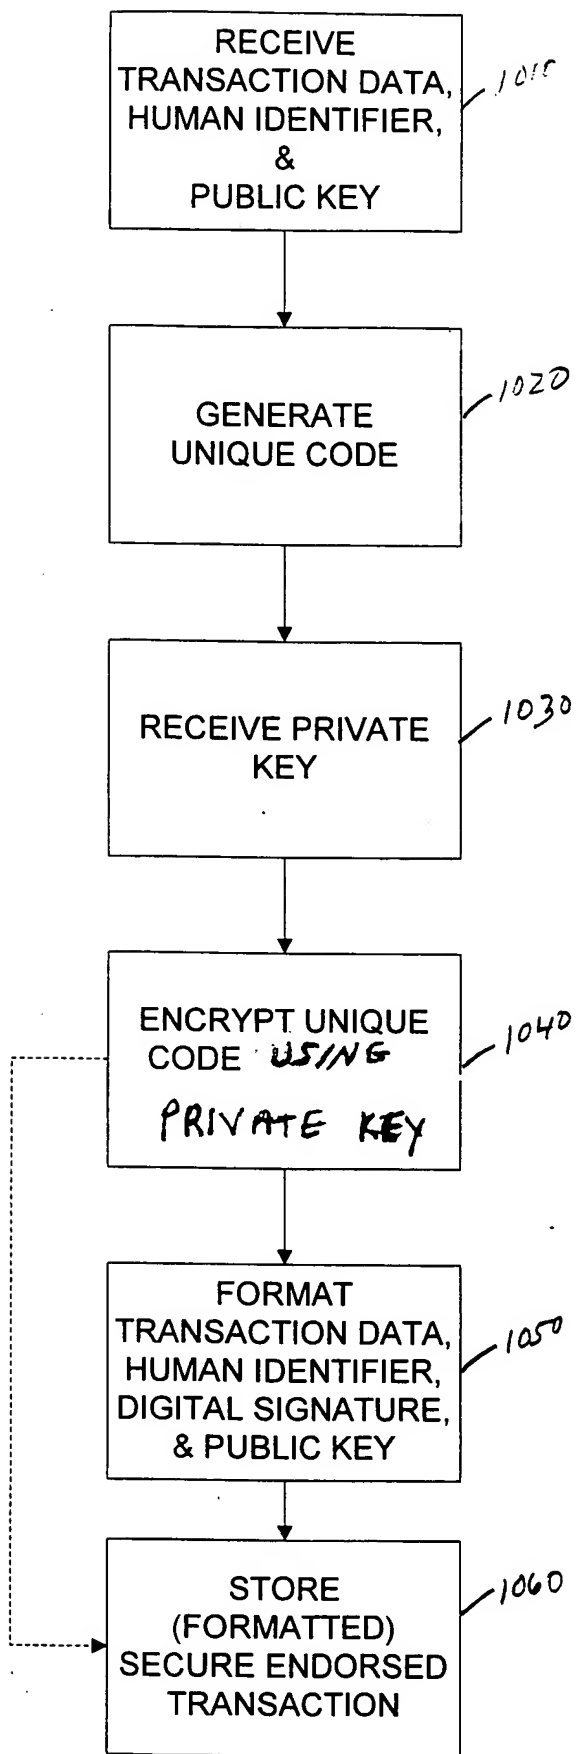 RECEIVE
TRANSACTION DATA,
HUMAN IDENTIFIER,
&
PUBLIC KEY
1010
GENERATE
UNIQUE CODE
1020
RECEIVE PRIVATE
KEY
1030
ENCRYPT UNIQUE
CODE USING
PRIVATE KEY
1040
FORMAT
TRANSACTION DATA,
HUMAN IDENTIFIER,
DIGITAL SIGNATURE,
& PUBLIC KEY
1050
STORE
(FORMATTED)
SECURE ENDORSED
TRANSACTION
1060